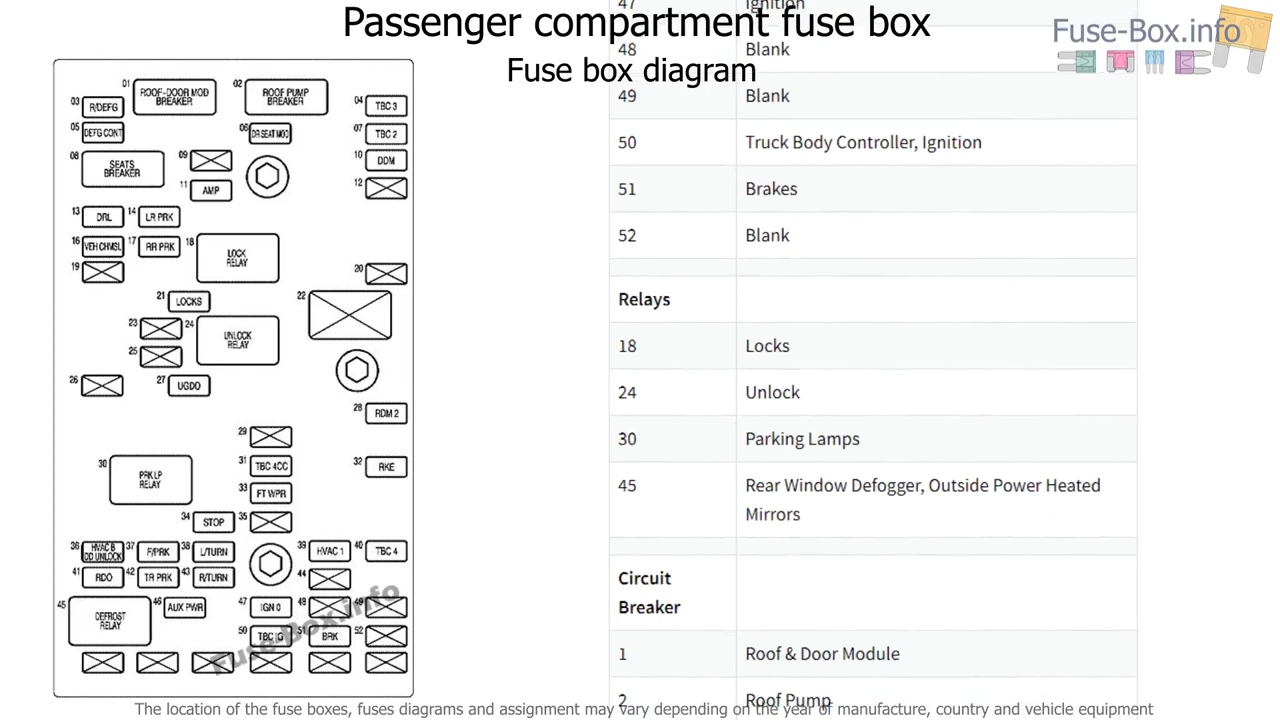 Passenger compartment fuse box
Fuse box diagram
Fuse-Box.info
01 ROOF-DOOR MOD BREAKER
02 ROOF PUMP BREAKER
03 R/DEFG
04 TBC 3
05 DEFG CONT
06 DR SEAT MOD
07 TBC 2
08 SEATS BREAKER
09
10 DDM
11 AMP
12
13 DRL
14 LR PRK
16 VEH CHMSL
17 RR PRK
18 LOCK RELAY
19
20
21 LOCKS
22
23
24 UNLOCK RELAY
25
26
27 UGDO
28 RDM 2
29
30 PRK LP RELAY
31 TBC 4CC
32 RKE
33 FT WPR
34 STOP
35
36 HVAC B DD UNLOCK
37 F/PRK
38 L/TURN
39 HVAC 1
40 TBC 4
41 RDO
42 TR PRK
43 R/TURN
44
45 DEFROST RELAY
46 AUX PWR
47 IGN 0
48
49
50 TBC IG
51 BRK
52
Fuse-Box.info
47 Ignition
48 Blank
49 Blank
50 Truck Body Controller, Ignition
51 Brakes
52 Blank
Relays
18 Locks
24 Unlock
30 Parking Lamps
45 Rear Window Defogger, Outside Power Heated
Mirrors
Circuit
Breaker
1 Roof & Door Module
2 Roof Pump
The location of the fuse boxes, fuses diagrams and assignment may vary depending on the year of manufacture, country and vehicle equipment